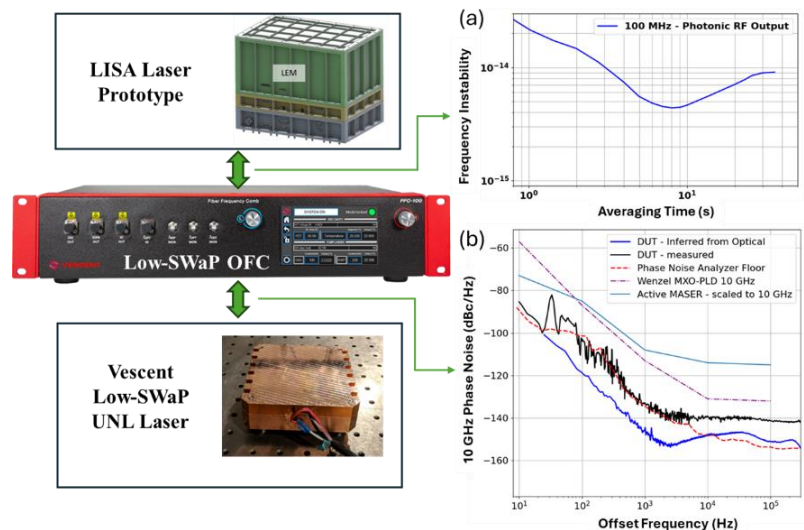 LISA Laser
Prototype
LEM
Fiber Frequency Comb
FFC-100
Low-SWaP OFC
Vescent
Low-SWaP
UNL Laser
(a)
100 MHz - Photonic RF Output
Frequency Instability
10⁻¹⁴
10⁻¹⁵
10⁰
10¹
Averaging Time (s)
(b)
DUT - Inferred from Optical
DUT - measured
Phase Noise Analyzer Floor
Wenzel MXO-PLD 10 GHz
Active MASER - scaled to 10 GHz
10 GHz Phase Noise (dBc/Hz)
−60
−80
−100
−120
−140
−160
10¹
10²
10³
10⁴
10⁵
Offset Frequency (Hz)